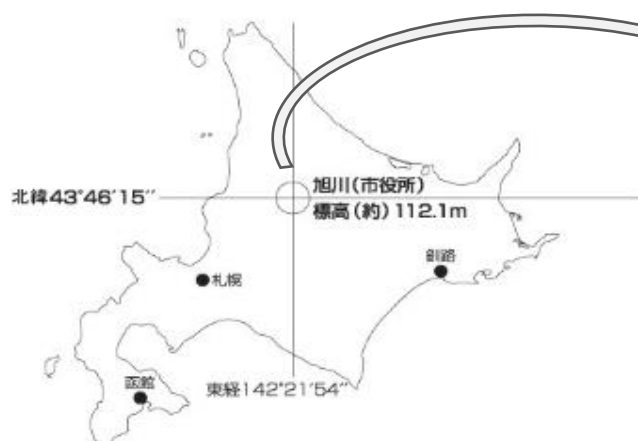 北緯43°46′15″
旭川(市役所)
標高(約)112.1m
釧路
札幌
東経142°21′54″
函館